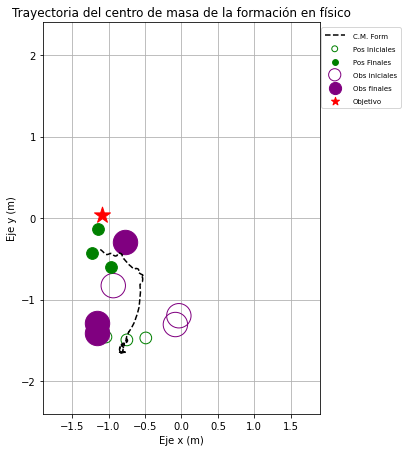 Trayectoria del centro de masa de la formación en físico
C.M. Form
Pos Iniciales
Pos Finales
Obs iniciales
Obs finales
Objetivo
2
1
0
−1
−2
Eje y (m)
−1.5 −1.0 −0.5 0.0 0.5 1.0 1.5
Eje x (m)